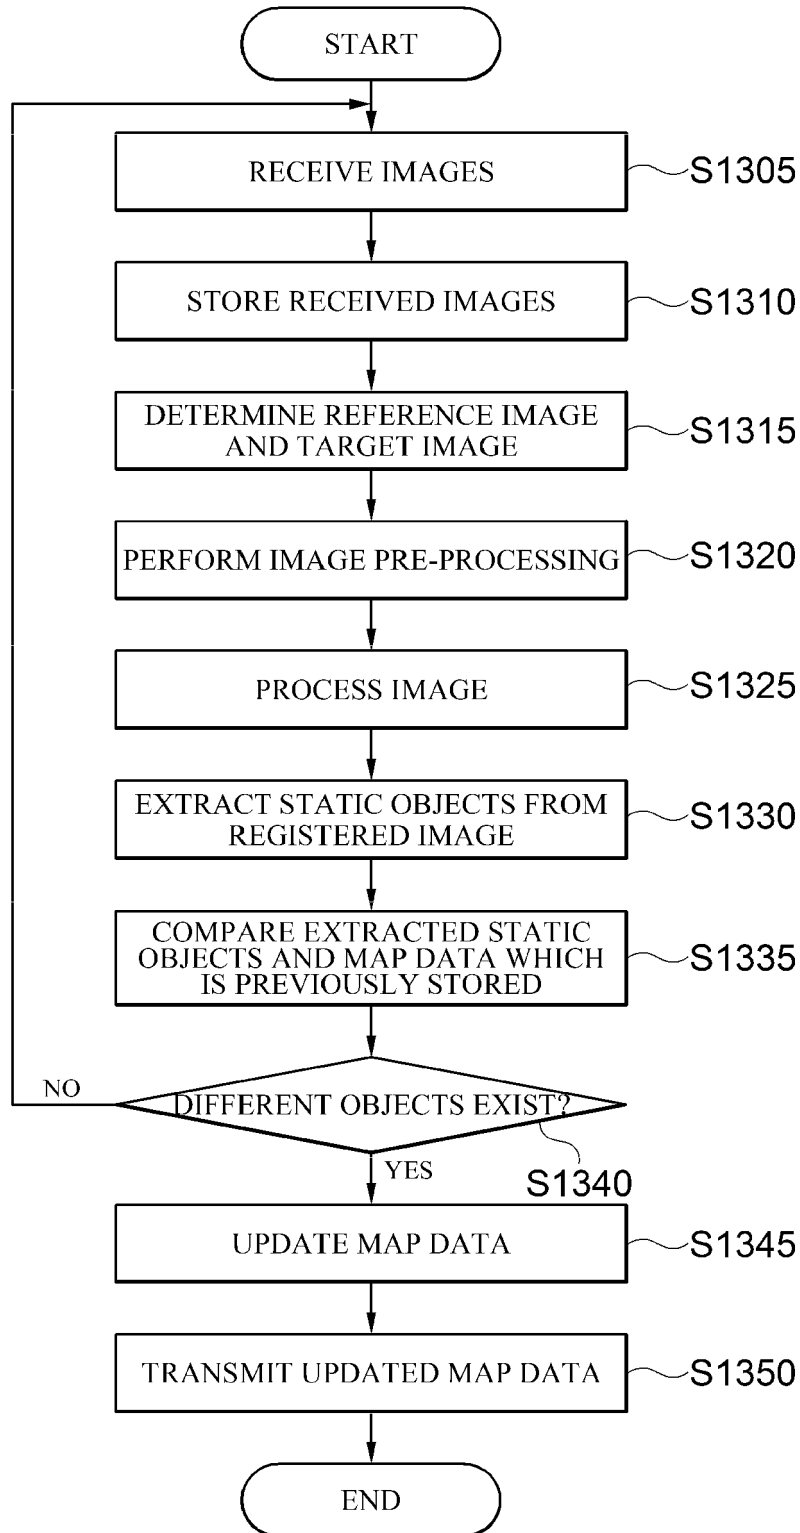 START
RECEIVE IMAGES
S1305
STORE RECEIVED IMAGES
S1310
DETERMINE REFERENCE IMAGE
AND TARGET IMAGE
S1315
PERFORM IMAGE PRE-PROCESSING
S1320
PROCESS IMAGE
S1325
EXTRACT STATIC OBJECTS FROM
REGISTERED IMAGE
S1330
COMPARE EXTRACTED STATIC
OBJECTS AND MAP DATA WHICH
IS PREVIOUSLY STORED
S1335
NO
DIFFERENT OBJECTS EXIST?
YES
S1340
UPDATE MAP DATA
S1345
TRANSMIT UPDATED MAP DATA
S1350
END